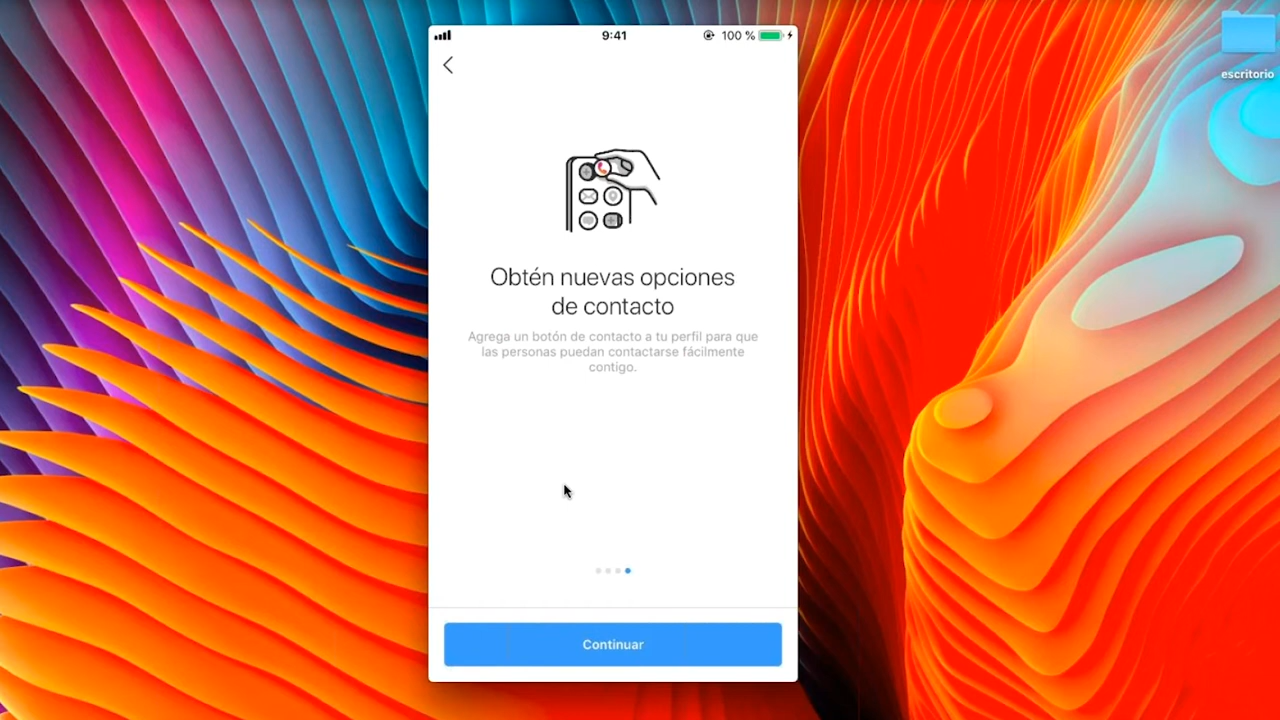 9:41
100 %
escritorio
Obtén nuevas opciones
de contacto
Agrega un botón de contacto a tu perfil para que
las personas puedan contactarse fácilmente
contigo.
Continuar